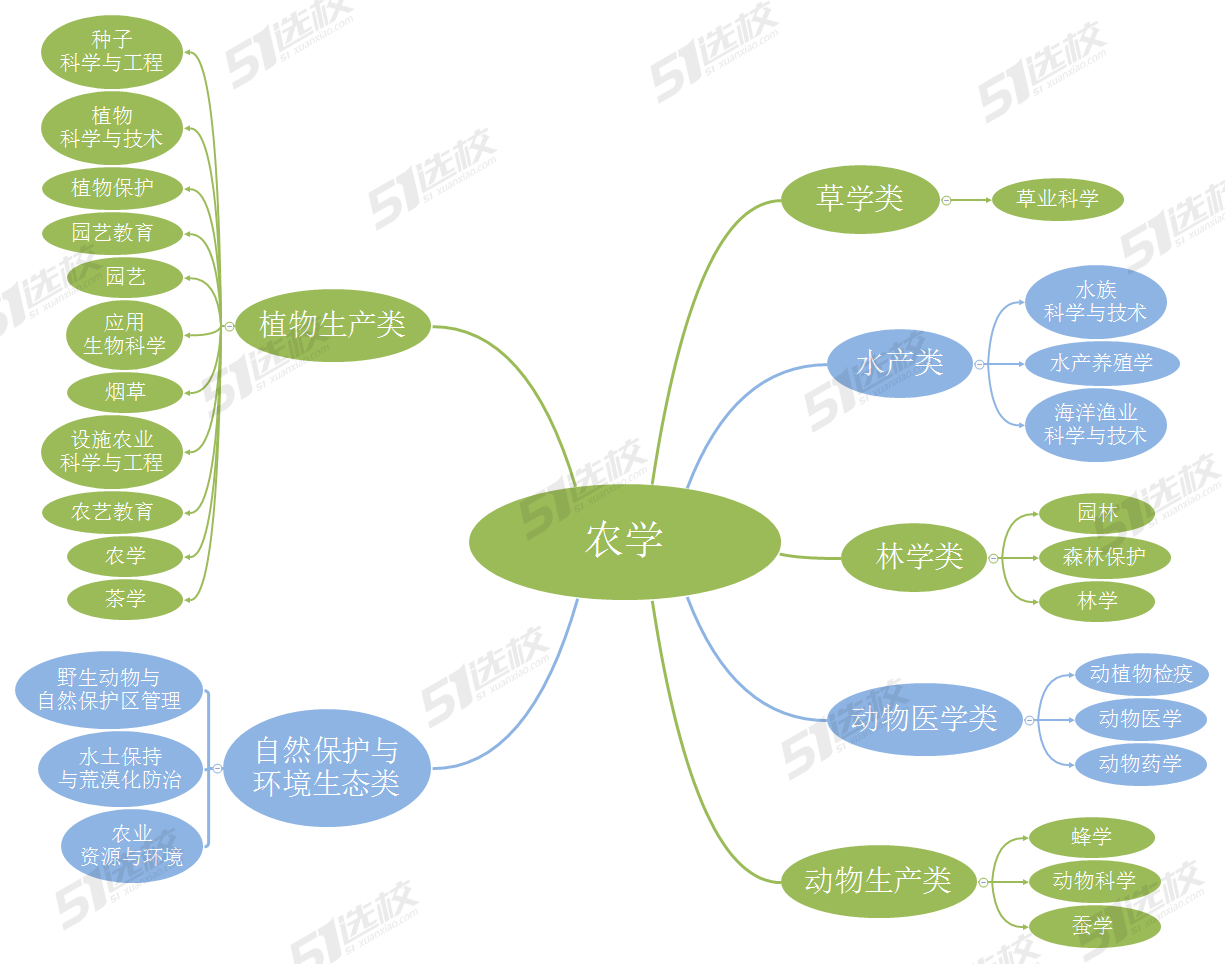 农学
植物生产类
种子
科学与工程
植物
科学与技术
植物保护
园艺教育
园艺
应用
生物科学
烟草
设施农业
科学与工程
农艺教育
农学
茶学
自然保护与
环境生态类
野生动物与
自然保护区管理
水土保持
与荒漠化防治
农业
资源与环境
草学类
草业科学
水产类
水族
科学与技术
水产养殖学
海洋渔业
科学与技术
林学类
园林
森林保护
林学
动物医学类
动植物检疫
动物医学
动物药学
动物生产类
蜂学
动物科学
蚕学
51选校
51xuanxiao.com